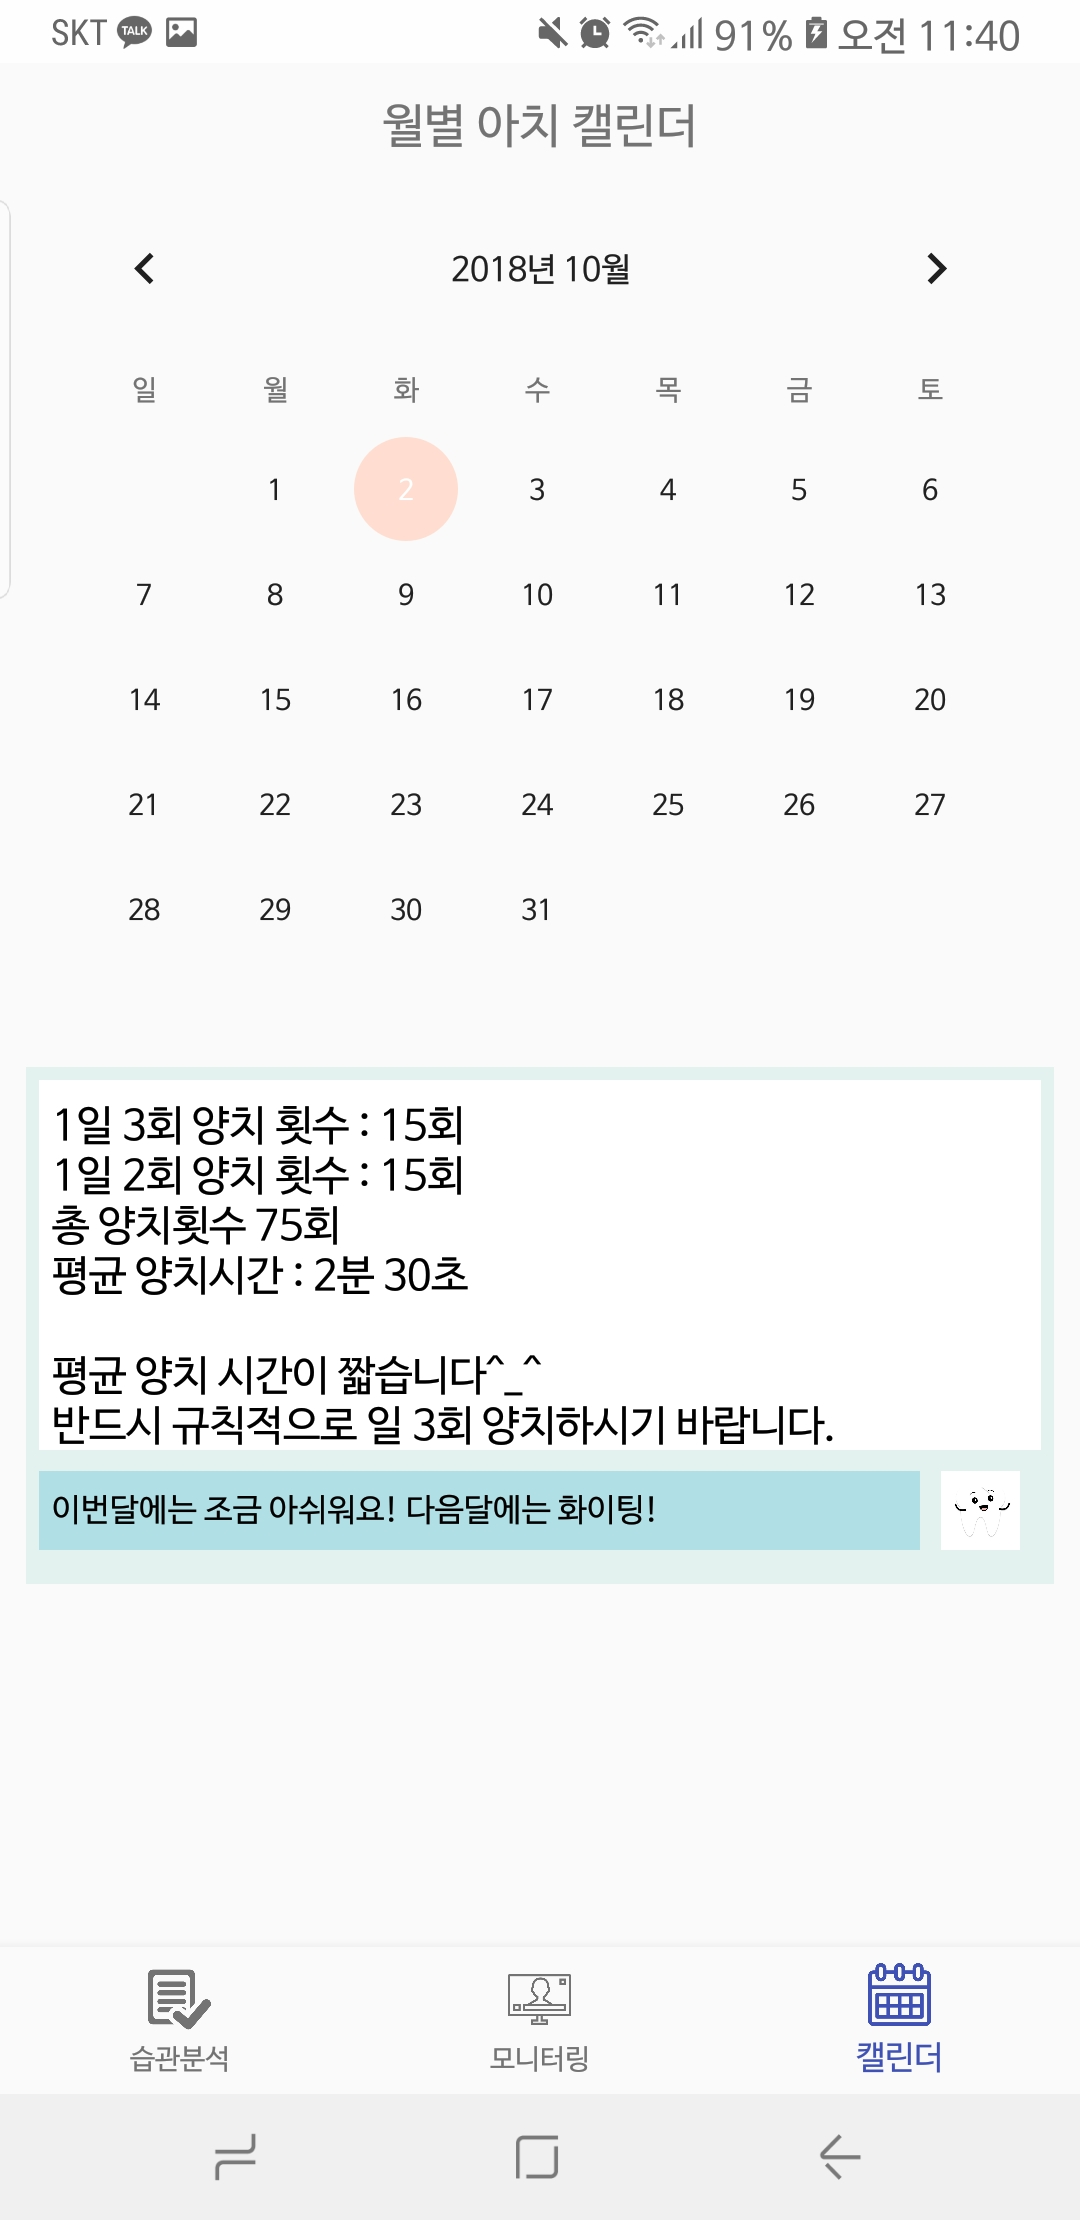 SKT TALK 91% 오전 11:40
월별 아치 캘린더
2018년 10월
일 월 화 수 목 금 토
1 2 3 4 5 6
7 8 9 10 11 12 13
14 15 16 17 18 19 20
21 22 23 24 25 26 27
28 29 30 31
1일 3회 양치 횟수 : 15회
1일 2회 양치 횟수 : 15회
총 양치횟수 75회
평균 양치시간 : 2분 30초
평균 양치 시간이 짧습니다^_^
반드시 규칙적으로 일 3회 양치하시기 바랍니다.
이번달에는 조금 아쉬워요! 다음달에는 화이팅!
습관분석 모니터링 캘린더